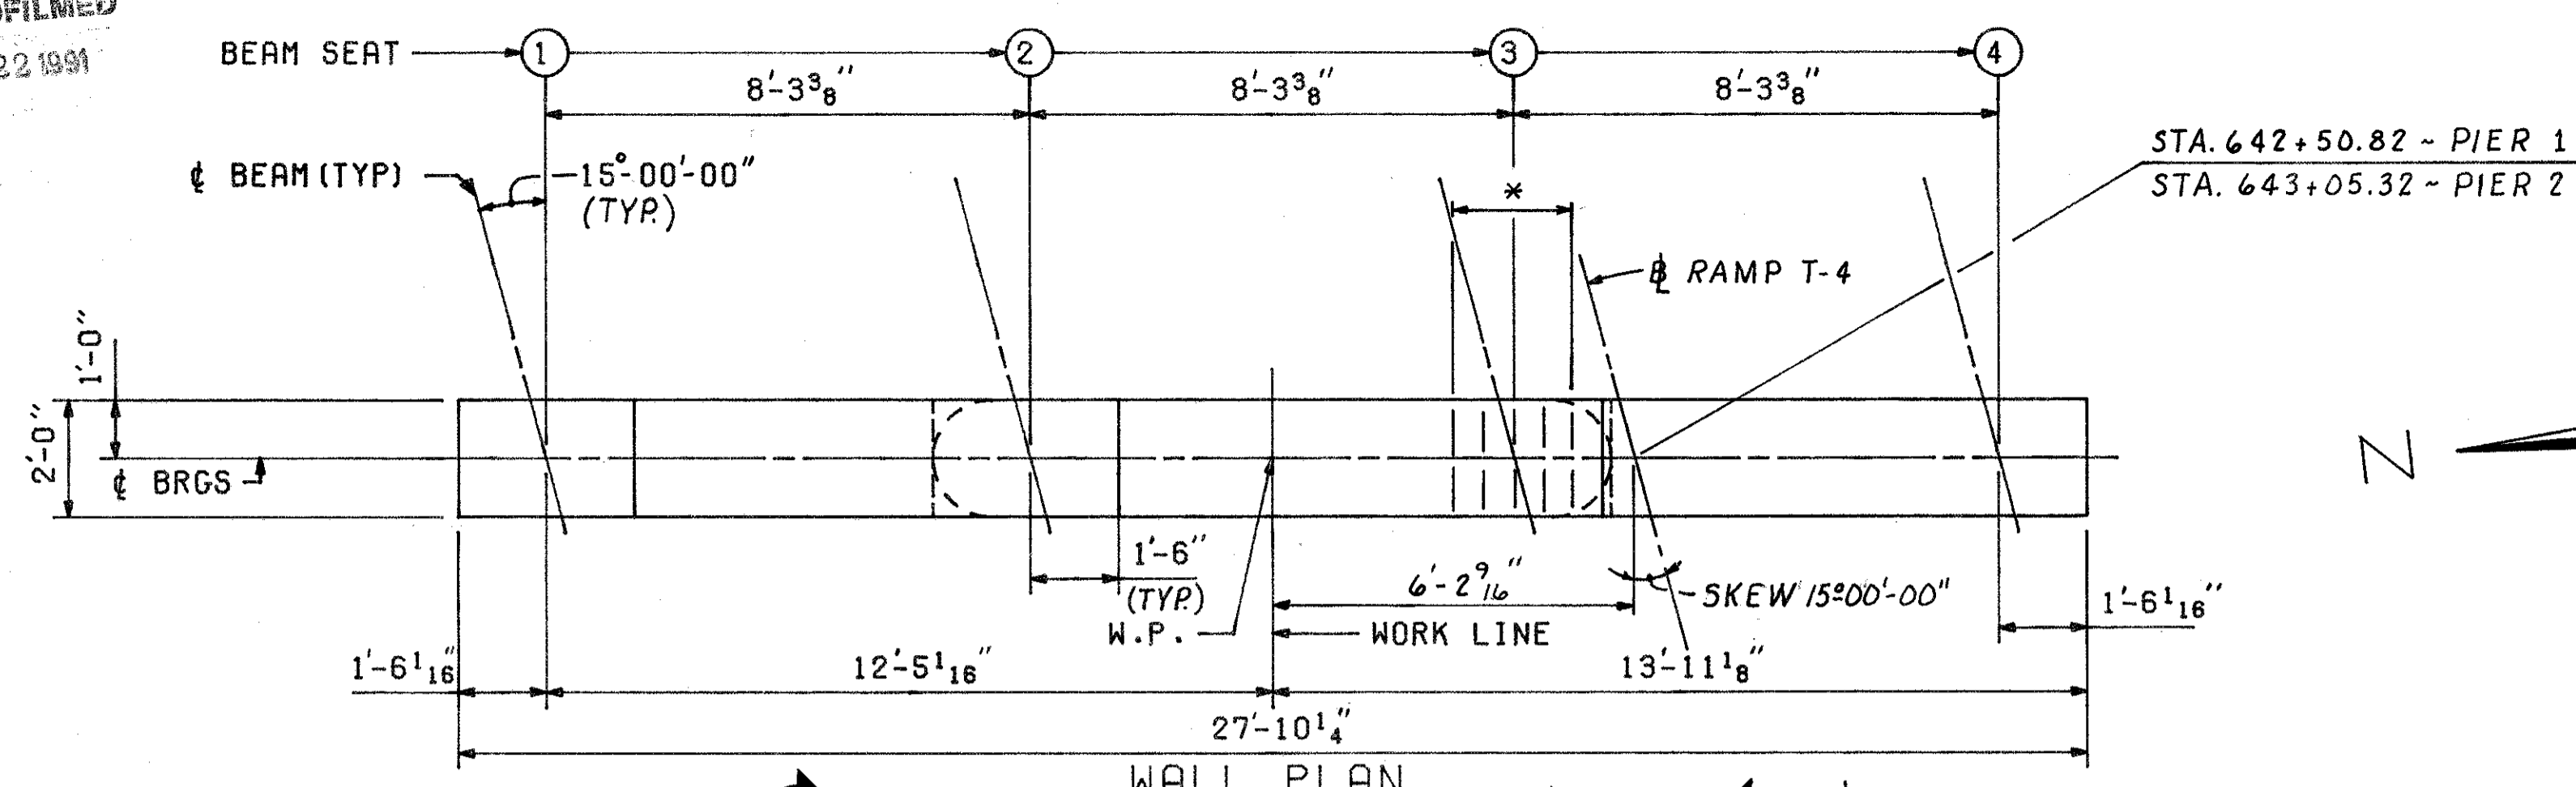 OFILMED
22 1991
BEAM SEAT 1 2 3 4
8'-3 3/8" 8'-3 3/8" 8'-3 3/8"
STA. 642+50.82 ~ PIER 1
STA. 643+05.32 ~ PIER 2
℄ BEAM (TYP) 15°-00'-00"
(TYP.)
*
℄ RAMP T-4
1'-0"
2'-0"
℄ BRGS
N
1'-6"
(TYP.)
6'-2 9/16"
SKEW 15°00'-00"
1'-6 1/16"
W.P. WORK LINE
1'-6 1/16" 12'-5 1/16" 13'-11 1/8"
27'-10 1/4"
WALL PLAN